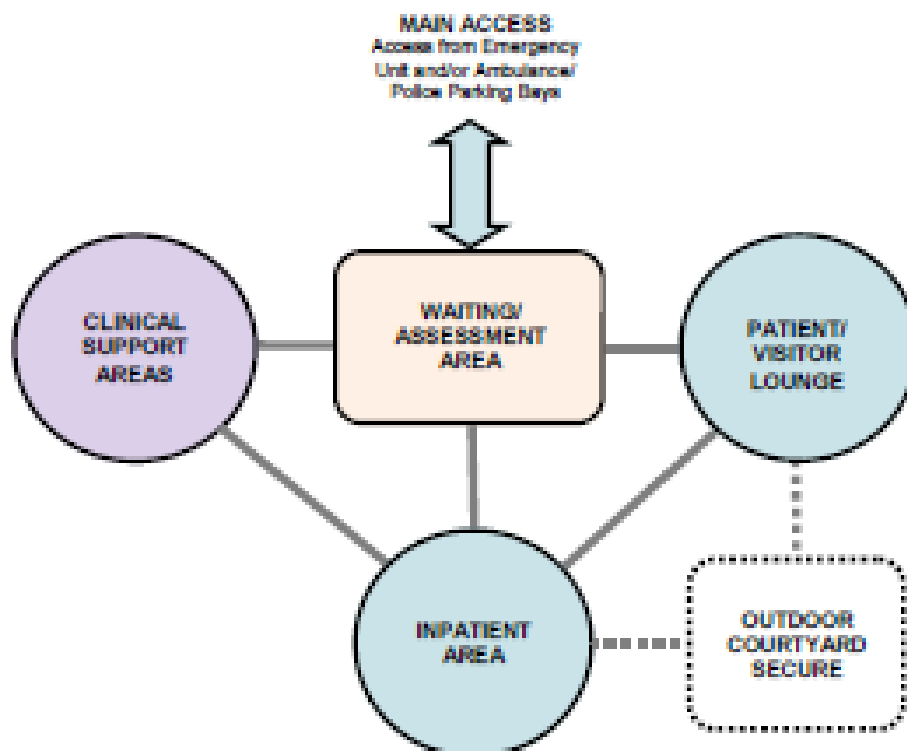 MAIN ACCESS
Access from Emergency
Unit and/or Ambulance/
Police Parking Bays
CLINICAL
SUPPORT
AREAS
WAITING/
ASSESSMENT
AREA
PATIENT/
VISITOR
LOUNGE
INPATIENT
AREA
OUTDOOR
COURTYARD
SECURE